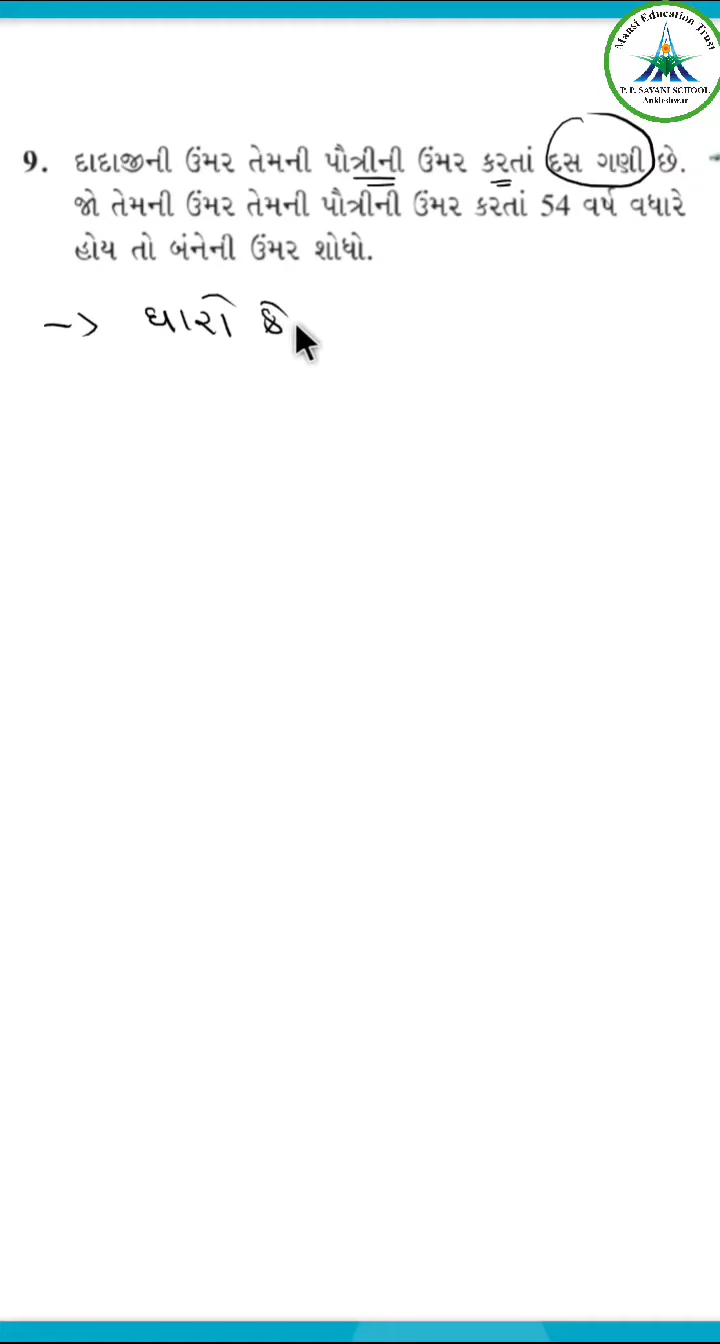 Mansi Education Trust
P. P. SAVANI SCHOOL
Ankleshwar
9. દાદાજીની ઉંમર તેમની પૌત્રીની ઉંમર કરતાં દસ ગણી છે.
જો તેમની ઉંમર તેમની પૌત્રીની ઉંમર કરતાં 54 વર્ષ વધારે
હોય તો બંનેની ઉંમર શોધો.
-> ધારો કે